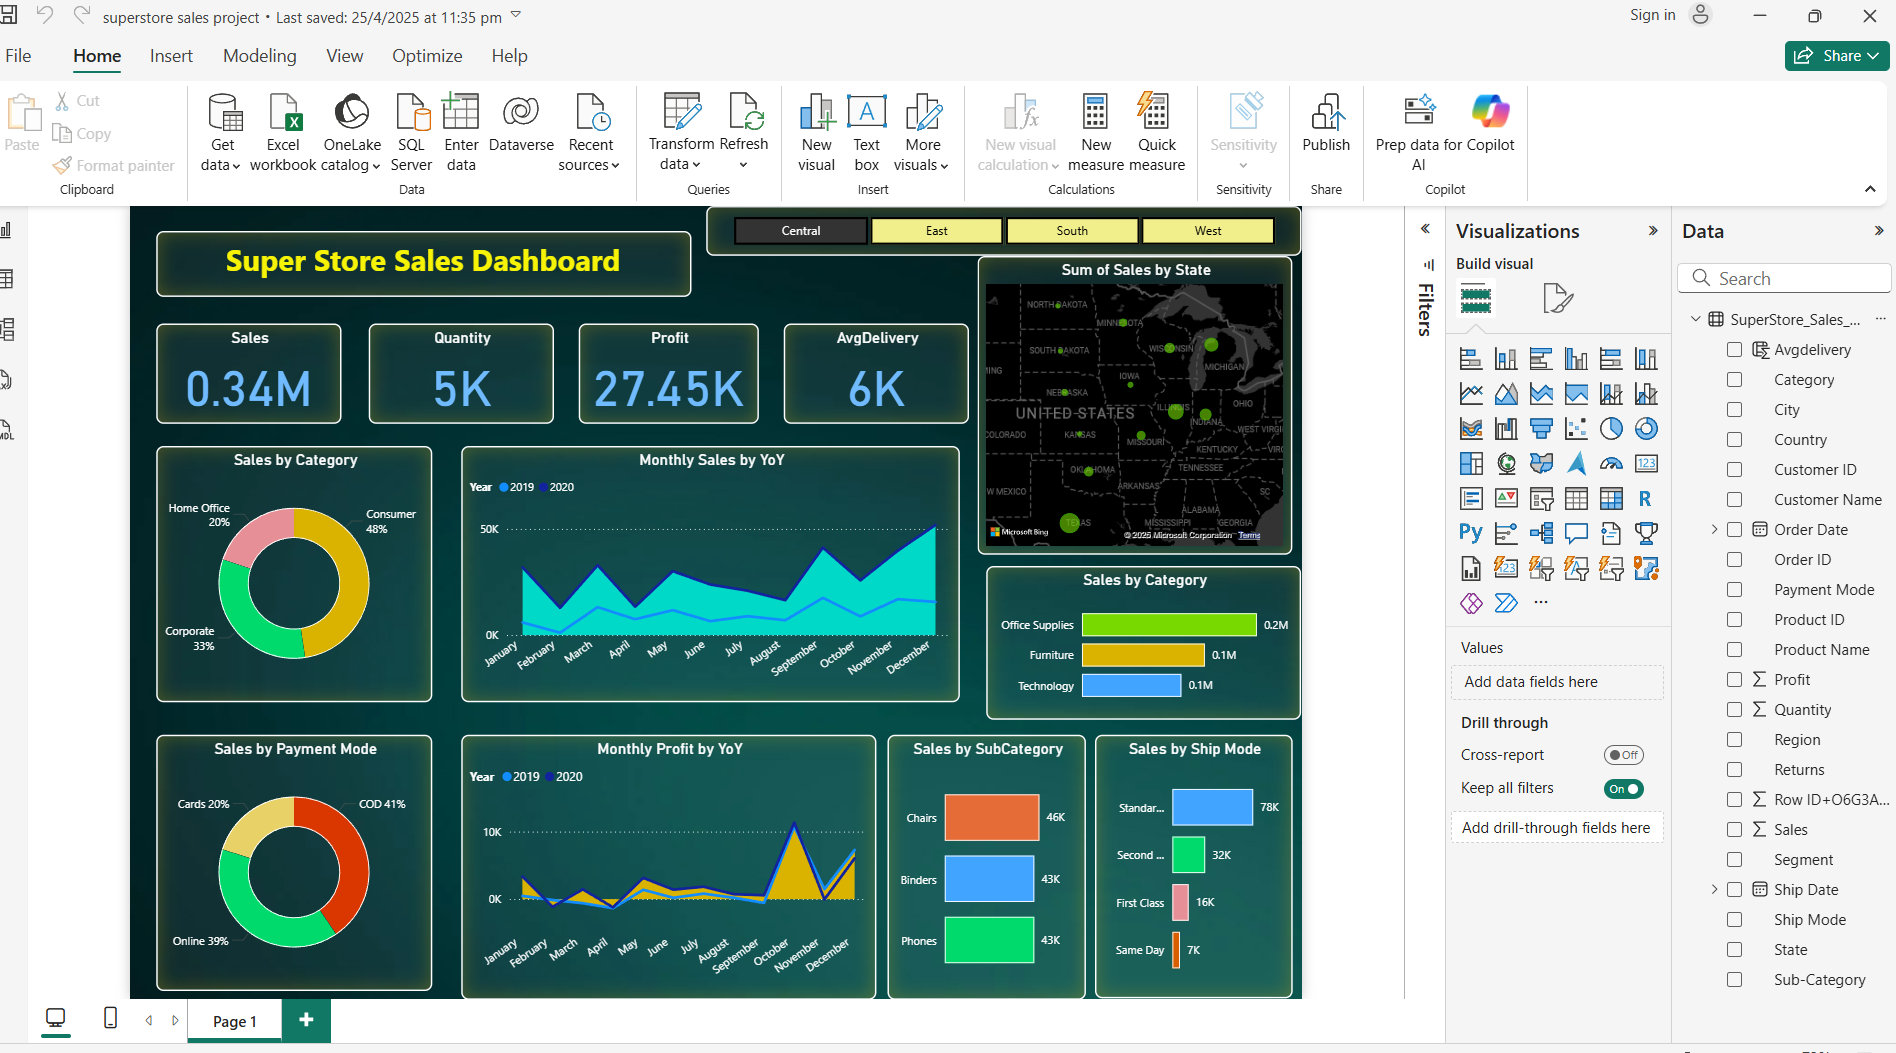 superstore sales project • Last saved: 25/4/2025 at 11:35 pm
Sign in
File Home Insert Modeling View Optimize Help
Share
Paste
Cut
Copy
Format painter
Clipboard
Get data
Excel workbook
OneLake catalog
SQL Server
Enter data
Dataverse
Recent sources
Data
Transform data
Refresh
Queries
New visual
Text box
More visuals
Insert
New visual calculation
New measure
Quick measure
Calculations
Sensitivity
Sensitivity
Publish
Share
Prep data for AI
Copilot
Copilot
Super Store Sales Dashboard
Central East South West
Sales
0.34M
Quantity
5K
Profit
27.45K
AvgDelivery
6K
Sum of Sales by State
NORTH DAKOTA
MINNESOTA
SOUTH DAKOTA
WISCONSIN
MING
MICHIGAN
IOWA
NEBRASKA
UNITED STATES
ILLINOIS
OHIO
INDIANA
COLORADO
KANSAS
MISSOURI
WEST VIRGI
KENTUCKY
VIRG
OKLAHOMA
TENNESSEE
W MEXICO
ARKANSAS
SC
ALABAMA
TEXAS
MISSISSIPPI
GEORGIA
Microsoft Bing
© 2025 Microsoft Corporation Terms
Sales by Category
Home Office 20%
Consumer 48%
Corporate 33%
Monthly Sales by YoY
Year 2019 2020
50K
0K
January February March April May June July August September October November December
Sales by Category
Office Supplies 0.2M
Furniture 0.1M
Technology 0.1M
Sales by Payment Mode
Cards 20%
COD 41%
Online 39%
Monthly Profit by YoY
Year 2019 2020
10K
0K
January February March April May June July August September October November December
Sales by SubCategory
Chairs 46K
Binders 43K
Phones 43K
Sales by Ship Mode
Standar... 78K
Second ... 32K
First Class 16K
Same Day 7K
Page 1
Filters
Visualizations
Build visual
123
R
Py
123
Values
Add data fields here
Drill through
Cross-report Off
Keep all filters On
Add drill-through fields here
Data
Search
SuperStore_Sales_...
Avgdelivery
Category
City
Country
Customer ID
Customer Name
Order Date
Order ID
Payment Mode
Product ID
Product Name
Profit
Quantity
Region
Returns
Row ID+O6G3A...
Sales
Segment
Ship Date
Ship Mode
State
Sub-Category